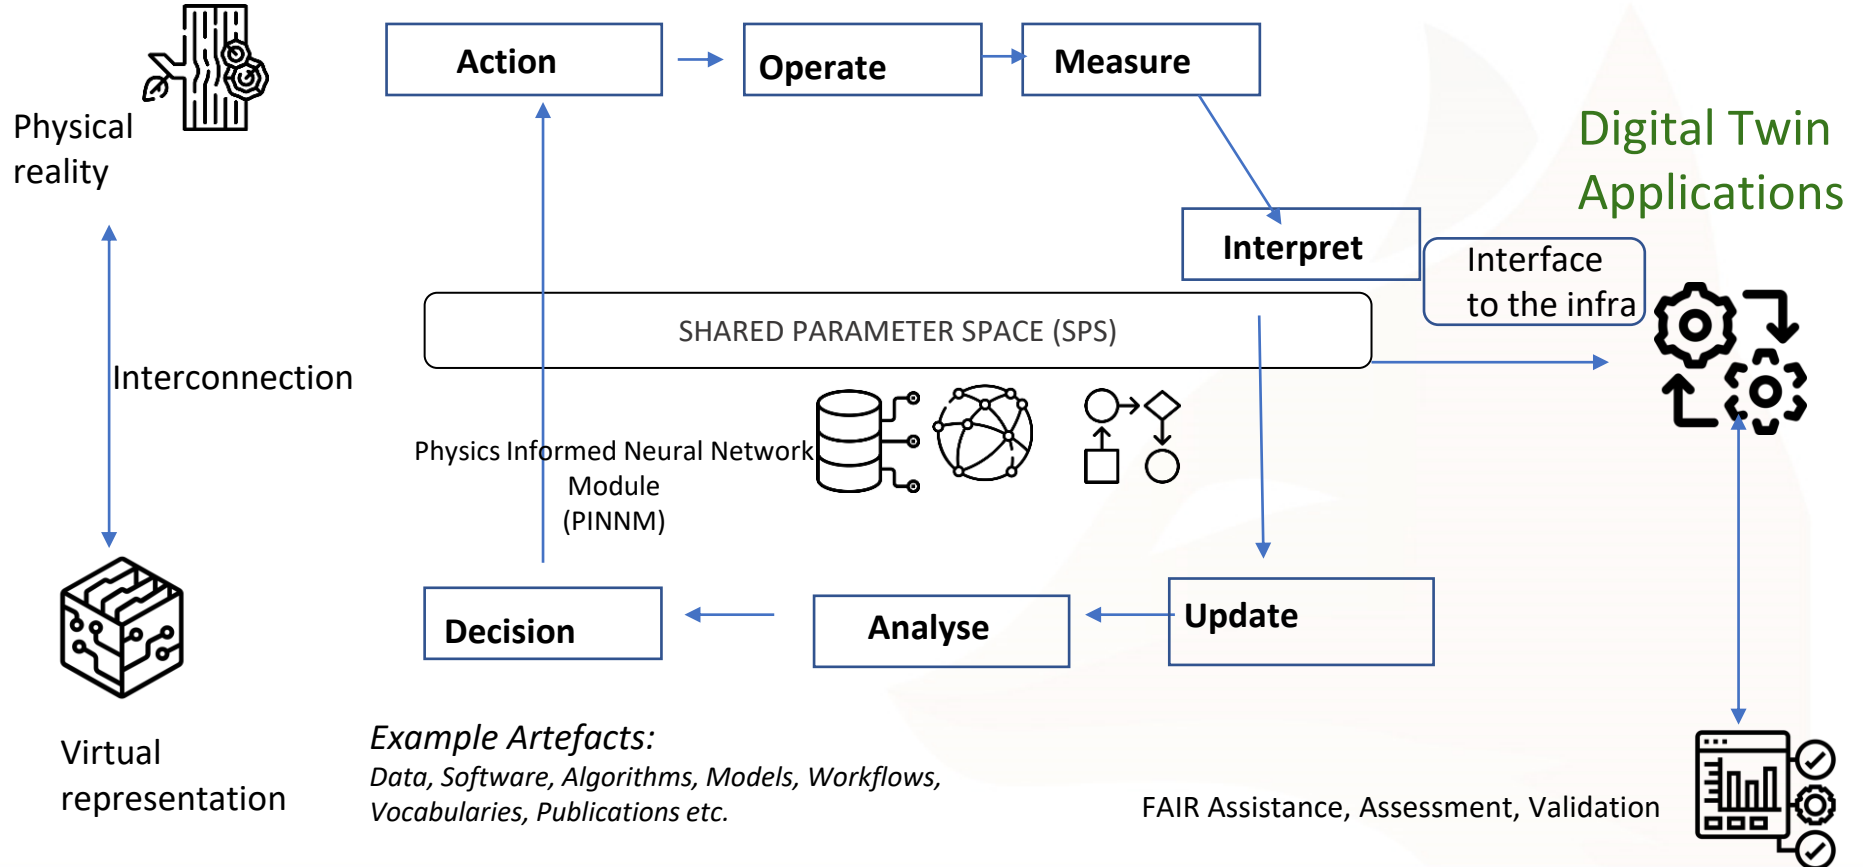 Action
Operate
Measure
Physical
reality
Digital Twin
Applications
Interpret
Interface
to the infra
SHARED PARAMETER SPACE (SPS)
Interconnection
Physics Informed Neural Network
Module
(PINNM)
Decision
Analyse
Update
Virtual
representation
Example Artefacts:
Data, Software, Algorithms, Models, Workflows,
Vocabularies, Publications etc.
FAIR Assistance, Assessment, Validation